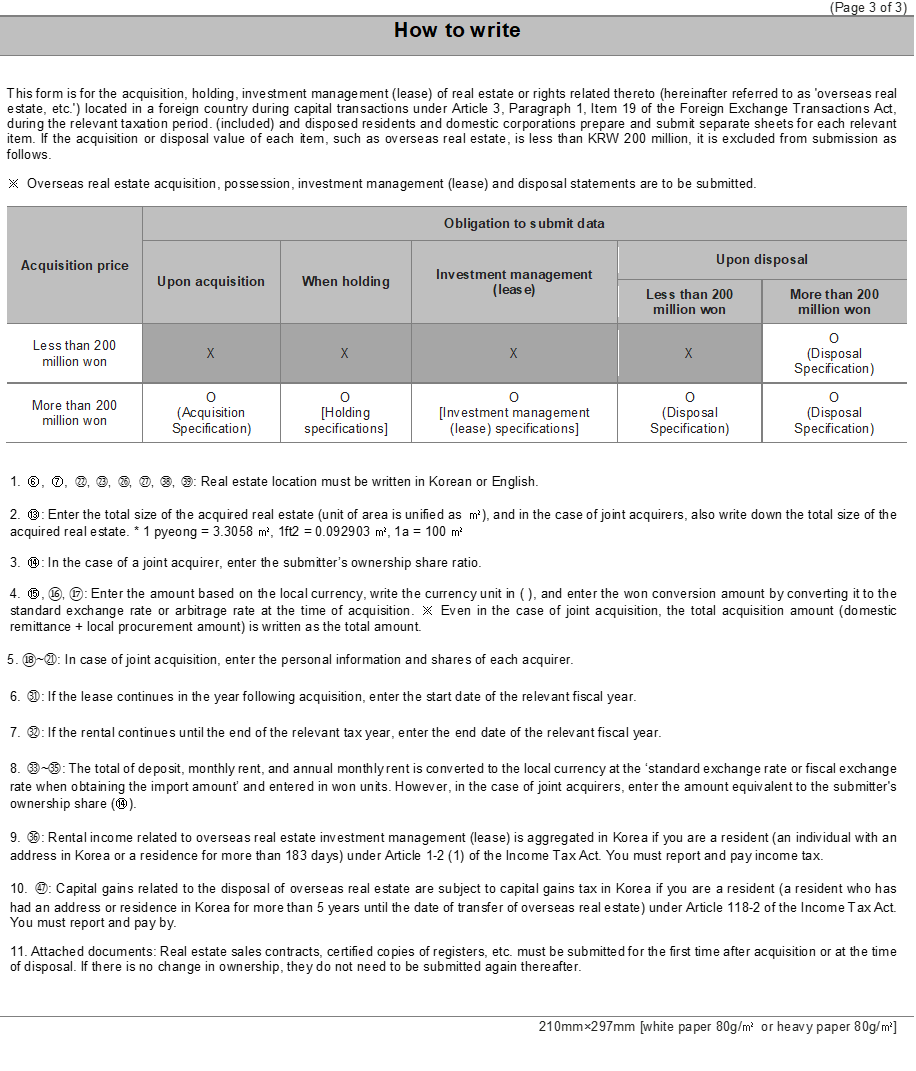 (Page 3 of 3)
How to write
This form is for the acquisition, holding, investment management (lease) of real estate or rights related thereto (hereinafter referred to as 'overseas real
estate, etc.') located in a foreign country during capital transactions under Article 3, Paragraph 1, Item 19 of the Foreign Exchange Transactions Act,
during the relevant taxation period. (included) and disposed residents and domestic corporations prepare and submit separate sheets for each relevant
item. If the acquisition or disposal value of each item, such as overseas real estate, is less than KRW 200 million, it is excluded from submission as
follows.
※ Overseas real estate acquisition, possession, investment management (lease) and disposal statements are to be submitted.
Acquisition price
Obligation to submit data
Upon acquisition
When holding
Investment management
(lease)
Upon disposal
Less than 200
million won
More than 200
million won
Less than 200
million won
X
X
X
X
O
(Disposal
Specification)
More than 200
million won
O
(Acquisition
Specification)
O
[Holding
specifications]
O
[Investment management
(lease) specifications]
O
(Disposal
Specification)
O
(Disposal
Specification)
1. ⑥, ⑦, ㉒, ㉓, ㉖, ㉗, ㊳, ㊴: Real estate location must be written in Korean or English.
2. ⑬: Enter the total size of the acquired real estate (unit of area is unified as ㎡), and in the case of joint acquirers, also write down the total size of the
acquired real estate. * 1 pyeong = 3.3058 ㎡, 1ft2 = 0.092903 ㎡, 1a = 100 ㎡
3. ⑭: In the case of a joint acquirer, enter the submitter's ownership share ratio.
4. ⑮, ⑯, ⑰: Enter the amount based on the local currency, write the currency unit in ( ), and enter the won conversion amount by converting it to the
standard exchange rate or arbitrage rate at the time of acquisition. ※ Even in the case of joint acquisition, the total acquisition amount (domestic
remittance + local procurement amount) is written as the total amount.
5. ⑱~㉑: In case of joint acquisition, enter the personal information and shares of each acquirer.
6. ㉛: If the lease continues in the year following acquisition, enter the start date of the relevant fiscal year.
7. ㉜: If the rental continues until the end of the relevant tax year, enter the end date of the relevant fiscal year.
8. ㉝~㉟: The total of deposit, monthly rent, and annual monthly rent is converted to the local currency at the 'standard exchange rate or fiscal exchange
rate when obtaining the import amount' and entered in won units. However, in the case of joint acquirers, enter the amount equivalent to the submitter's
ownership share (⑭).
9. ㊱: Rental income related to overseas real estate investment management (lease) is aggregated in Korea if you are a resident (an individual with an
address in Korea or a residence for more than 183 days) under Article 1-2 (1) of the Income Tax Act. You must report and pay income tax.
10. ㊼: Capital gains related to the disposal of overseas real estate are subject to capital gains tax in Korea if you are a resident (a resident who has
had an address or residence in Korea for more than 5 years until the date of transfer of overseas real estate) under Article 118-2 of the Income Tax Act.
You must report and pay by.
11. Attached documents: Real estate sales contracts, certified copies of registers, etc. must be submitted for the first time after acquisition or at the time
of disposal. If there is no change in ownership, they do not need to be submitted again thereafter.
210mm×297mm [white paper 80g/㎡ or heavy paper 80g/㎡]